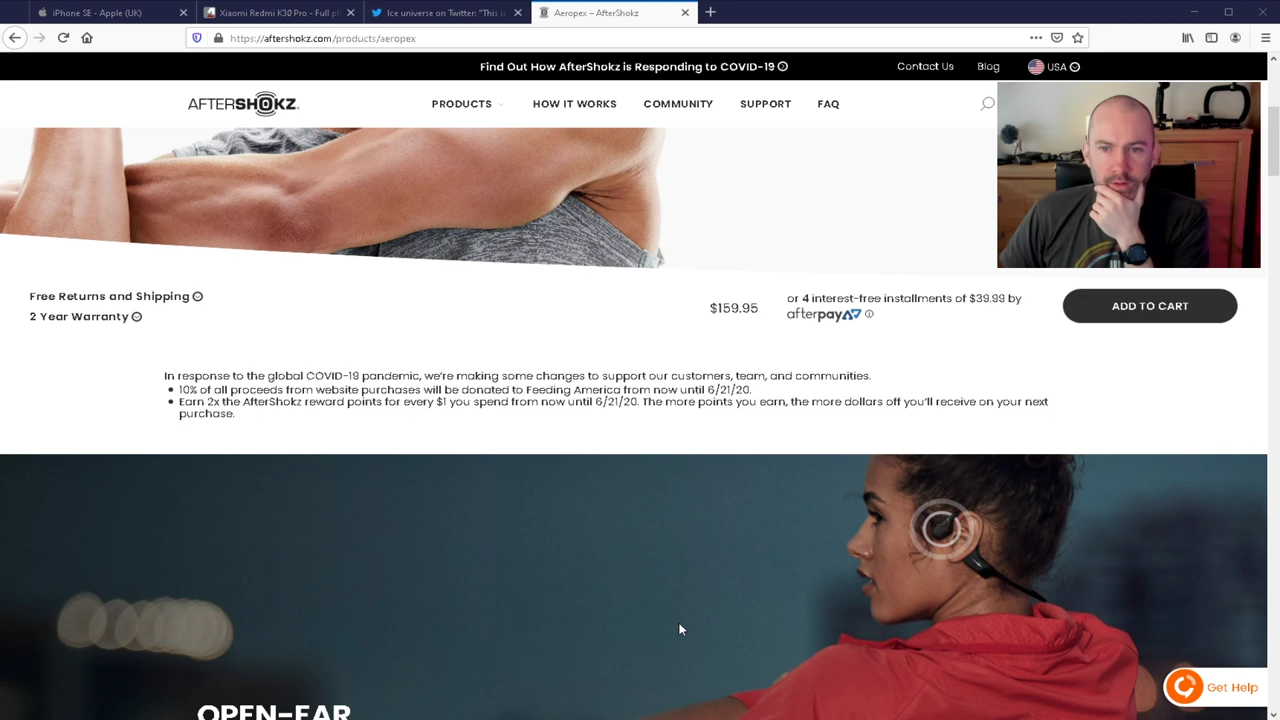 iPhone SE - Apple (UK)
Xiaomi Redmi K30 Pro - Full p
Ice universe on Twitter: "This is
Aeropex – AfterShokz
https://aftershokz.com/products/aeropex
Find Out How AfterShokz is Responding to COVID-19
Contact Us
Blog
USA
AFTERSHOKZ
PRODUCTS
HOW IT WORKS
COMMUNITY
SUPPORT
FAQ
Free Returns and Shipping
2 Year Warranty
$159.95
or 4 interest-free installments of $39.99 by
afterpay
ADD TO CART
In response to the global COVID-19 pandemic, we're making some changes to support our customers, team, and communities.
10% of all proceeds from website purchases will be donated to Feeding America from now until 6/21/20.
Earn 2x the AfterShokz reward points for every $1 you spend from now until 6/21/20. The more points you earn, the more dollars off you'll receive on your next
purchase.
OPEN-EAR
Get Help